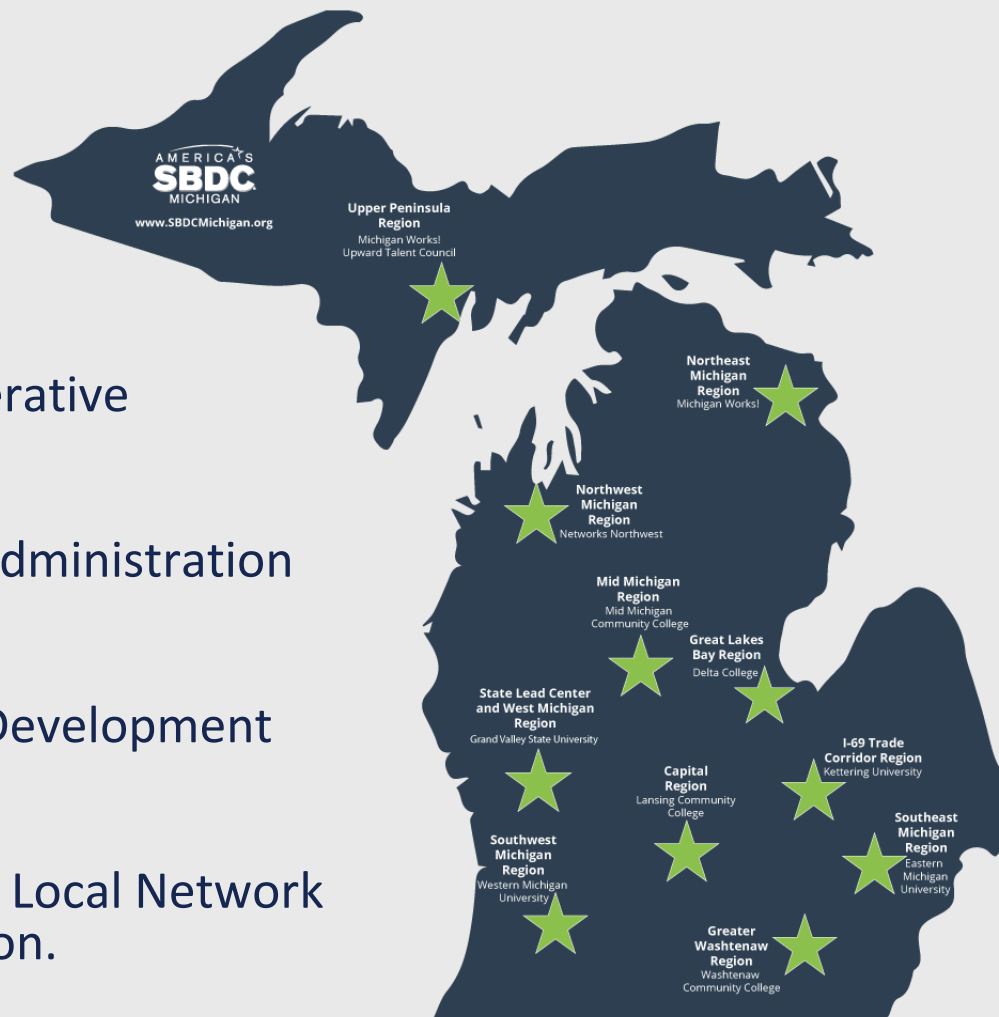 AMERICA'S
SBDC
MICHIGAN
www.SBDCMichigan.org
Upper Peninsula
Region
Michigan Works!
Upward Talent Council
erative
Northeast
Michigan
Region
Michigan Works!
Northwest
Michigan
Region
Networks Northwest
dministration
Mid Michigan
Region
Mid Michigan
Community College
Great Lakes
Bay Region
Delta College
State Lead Center
and West Michigan
Region
Grand Valley State University
Development
I-69 Trade
Corridor Region
Kettering University
Capital
Region
Lansing Community
College
Southeast
Michigan
Region
Eastern
Michigan
University
Southwest
Michigan
Region
Western Michigan
University
Local Network
on.
Greater
Washtenaw
Region
Washtenaw
Community College